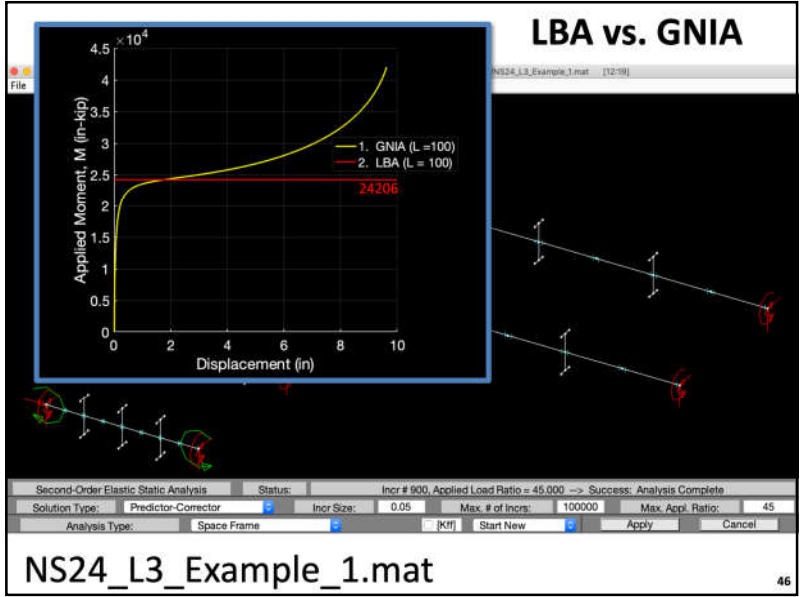 LBA vs. GNIA
NS24_L3_Example_1.mat [12:19]
File
×10⁴
4.5
4
3.5
3
2.5
2
1.5
1
0.5
0
Applied Moment, M (in-kip)
1. GNIA (L =100)
2. LBA (L = 100)
24206
0 2 4 6 8 10
Displacement (in)
Second-Order Elastic Static Analysis Status: Incr # 900, Applied Load Ratio = 45.000 --> Success: Analysis Complete
Solution Type: Predictor-Corrector Incr Size: 0.05 Max. # of Incrs: 100000 Max. Appl. Ratio: 45
Analysis Type: Space Frame [Kff] Start New Apply Cancel
NS24_L3_Example_1.mat
46